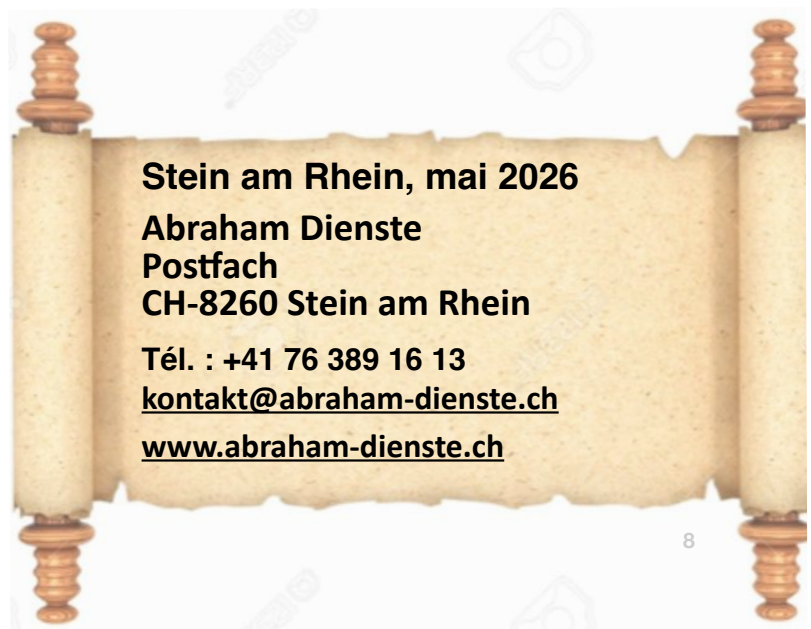 Stein am Rhein, mai 2026
Abraham Dienste
Postfach
CH-8260 Stein am Rhein
Tél. : +41 76 389 16 13
kontakt@abraham-dienste.ch
www.abraham-dienste.ch
8